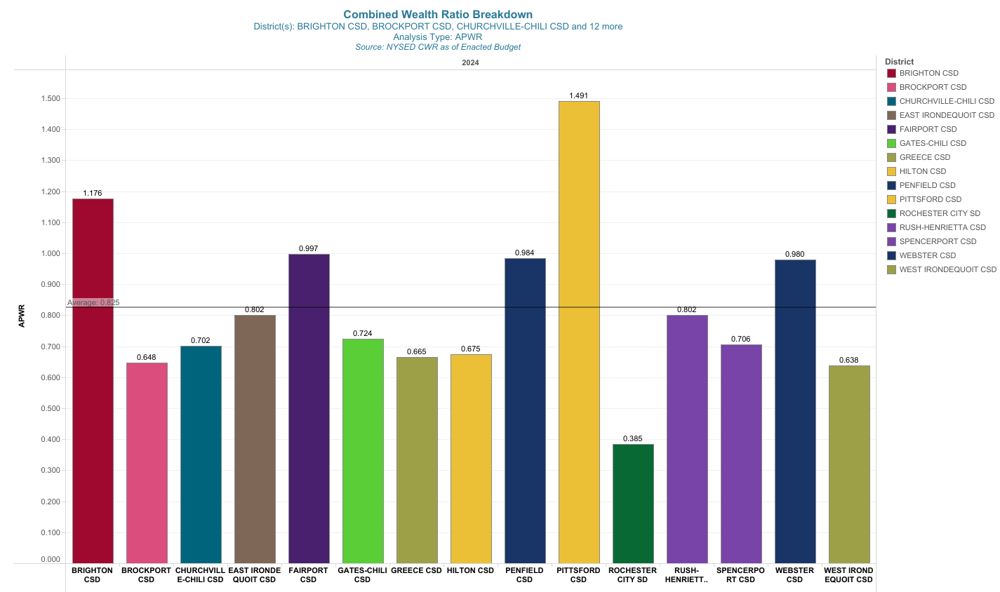 Combined Wealth Ratio Breakdown
District(s): BRIGHTON CSD, BROCKPORT CSD, CHURCHVILLE-CHILI CSD and 12 more
Analysis Type: APWR
Source: NYSED CWR as of Enacted Budget
2024
APWR
1.500
1.400
1.300
1.200
1.100
1.000
0.900
0.800
0.700
0.600
0.500
0.400
0.300
0.200
0.100
0.000
Average: 0.825
1.176
0.648
0.702
0.802
0.997
0.724
0.665
0.675
0.984
1.491
0.385
0.802
0.706
0.980
0.638
BRIGHTON
CSD
BROCKPORT
CSD
CHURCHVILL
E-CHILI CSD
EAST IRONDE
QUOIT CSD
FAIRPORT
CSD
GATES-CHILI
CSD
GREECE CSD
HILTON CSD
PENFIELD
CSD
PITTSFORD
CSD
ROCHESTER
CITY SD
RUSH-
HENRIETT..
SPENCERPO
RT CSD
WEBSTER
CSD
WEST IROND
EQUOIT CSD
District
BRIGHTON CSD
BROCKPORT CSD
CHURCHVILLE-CHILI CSD
EAST IRONDEQUOIT CSD
FAIRPORT CSD
GATES-CHILI CSD
GREECE CSD
HILTON CSD
PENFIELD CSD
PITTSFORD CSD
ROCHESTER CITY SD
RUSH-HENRIETTA CSD
SPENCERPORT CSD
WEBSTER CSD
WEST IRONDEQUOIT CSD